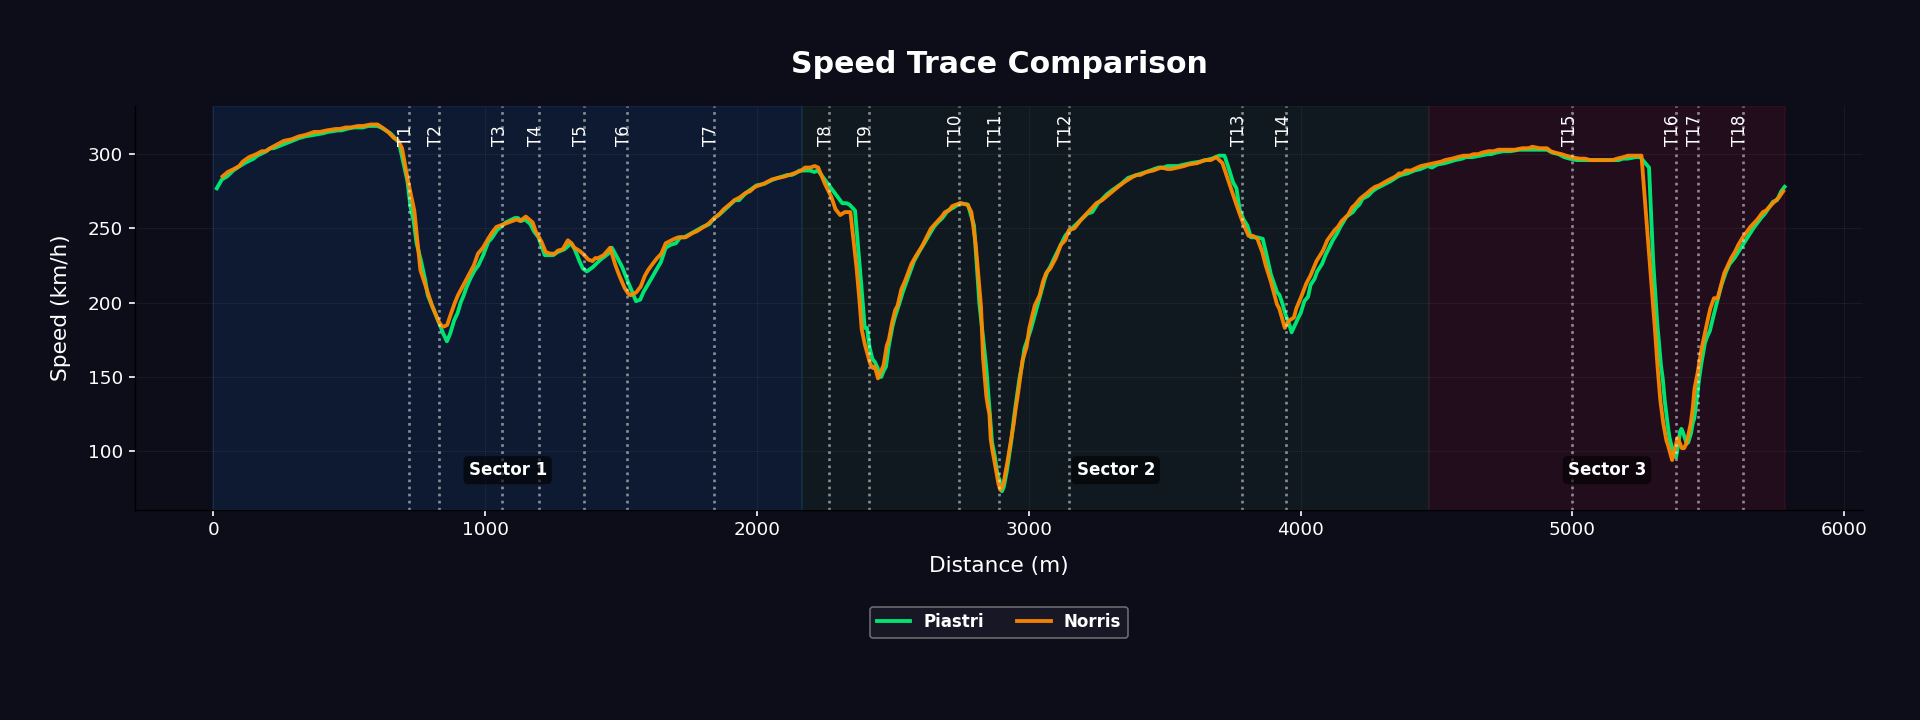 Speed Trace Comparison
T1 T2 T3 T4 T5 T6 T7 T8 T9 T10 T11 T12 T13 T14 T15 T16 T17 T18
300
250
200
150
100
Speed (km/h)
Sector 1 Sector 2 Sector 3
0 1000 2000 3000 4000 5000 6000
Distance (m)
Piastri Norris